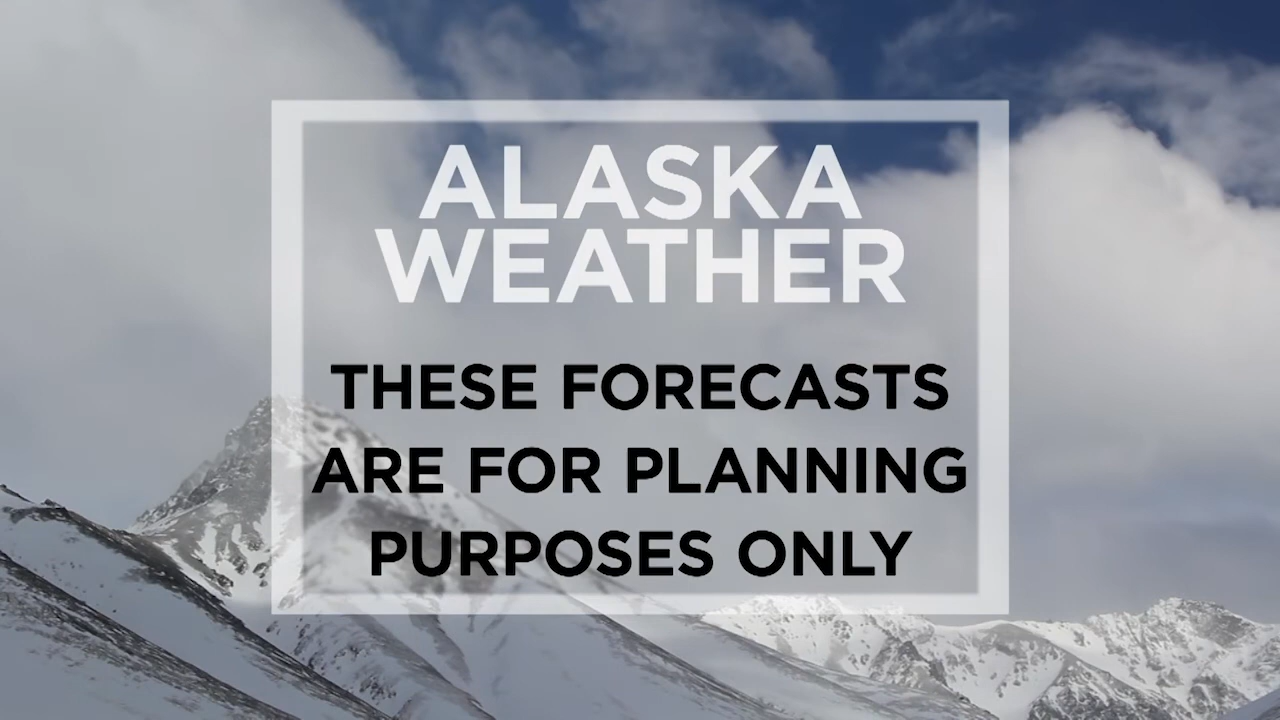 ALASKA
WEATHER
THESE FORECASTS
ARE FOR PLANNING
PURPOSES ONLY